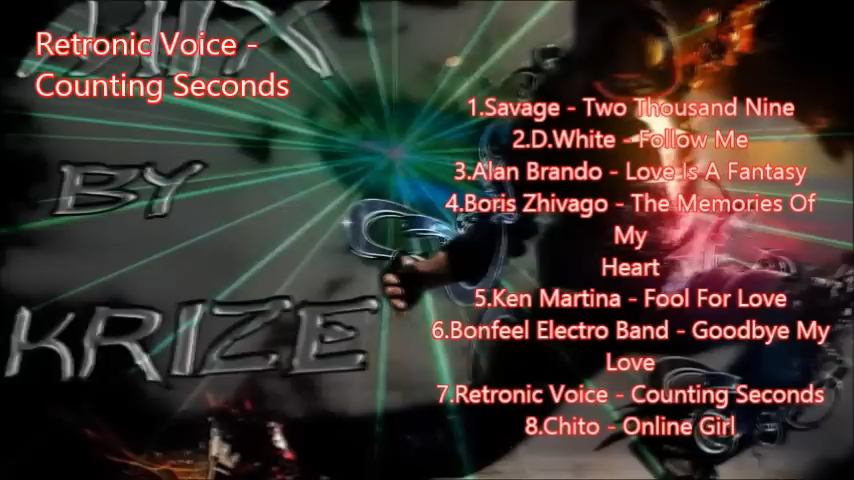 Retronic Voice -
Counting Seconds
MIX
BY
KRIZE
1.Savage - Two Thousand Nine
2.D.White - Follow Me
3.Alan Brando - Love Is A Fantasy
4.Boris Zhivago - The Memories Of
My
Heart
5.Ken Martina - Fool For Love
6.Bonfeel Electro Band - Goodbye My
Love
7.Retronic Voice - Counting Seconds
8.Chito - Online Girl